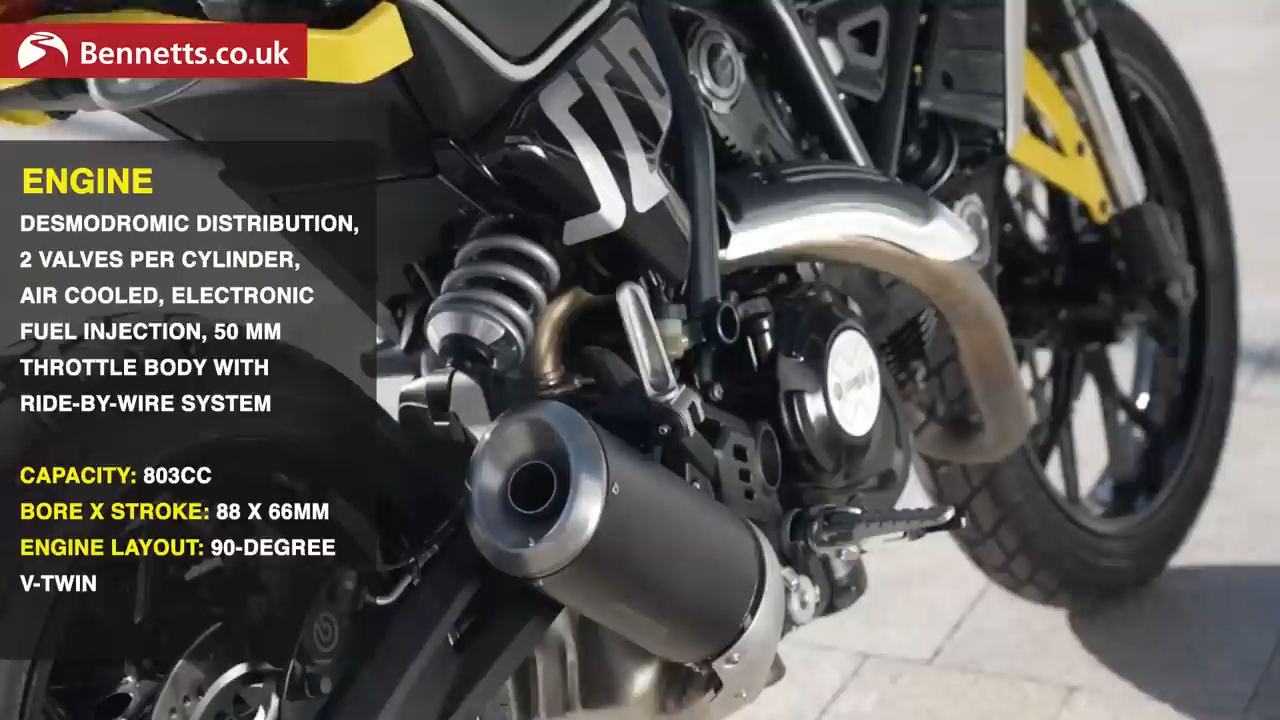 Bennetts.co.uk
ENGINE
DESMODROMIC DISTRIBUTION,
2 VALVES PER CYLINDER,
AIR COOLED, ELECTRONIC
FUEL INJECTION, 50 MM
THROTTLE BODY WITH
RIDE-BY-WIRE SYSTEM
CAPACITY: 803CC
BORE X STROKE: 88 X 66MM
ENGINE LAYOUT: 90-DEGREE
V-TWIN